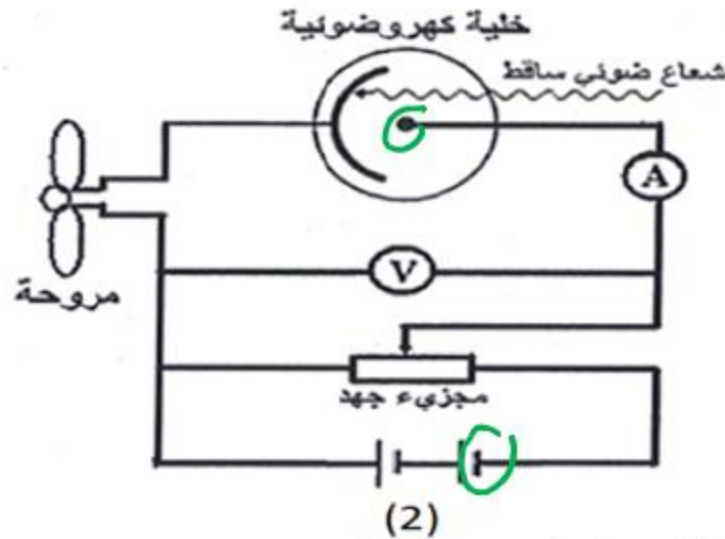 خلية كهروضوئية
شعاع ضوئي ساقط
A
V
مروحة
مجزيء جهد
(2)